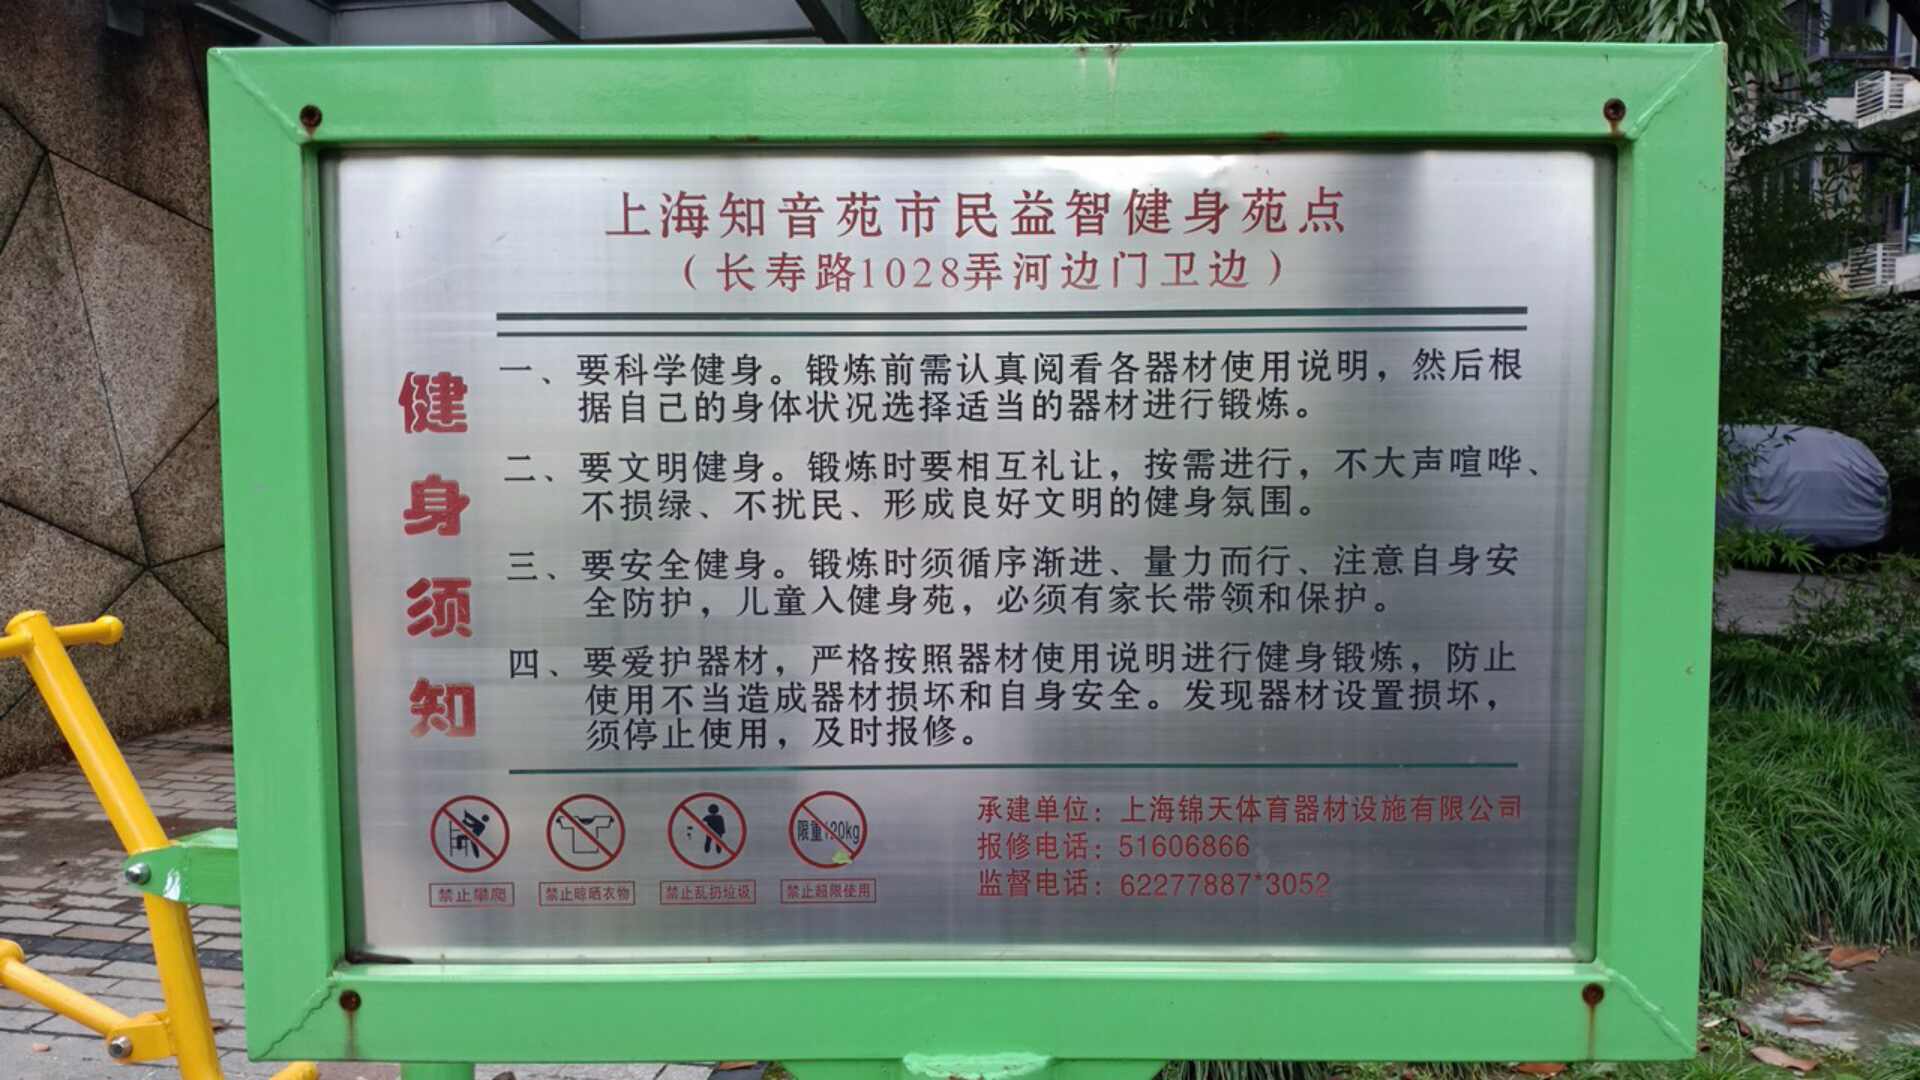 上海知音苑市民益智健身苑点
（长寿路1028弄河边门卫边）
健身须知
一、要科学健身。锻炼前需认真阅看各器材使用说明，然后根
据自己的身体状况选择适当的器材进行锻炼。
二、要文明健身。锻炼时要相互礼让，按需进行，不大声喧哗、
不损绿、不扰民、形成良好文明的健身氛围。
三、要安全健身。锻炼时须循序渐进、量力而行、注意自身安
全防护，儿童入健身苑，必须有家长带领和保护。
四、要爱护器材，严格按照器材使用说明进行健身锻炼，防止
使用不当造成器材损坏和自身安全。发现器材设置损坏，
须停止使用，及时报修。
限重120kg
禁止攀爬
禁止晾晒衣物
禁止乱扔垃圾
禁止超限使用
承建单位：上海锦天体育器材设施有限公司
报修电话：51606866
监督电话：62277887*3052